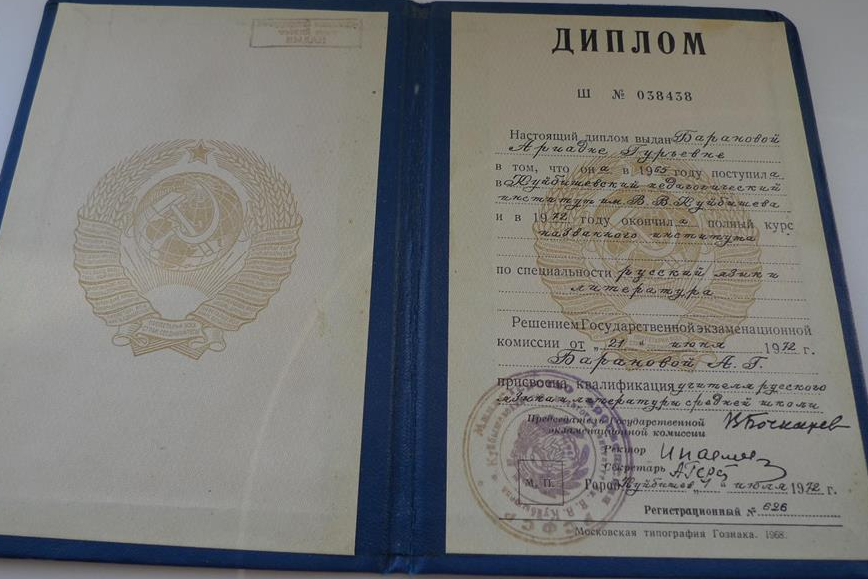 ДИПЛОМ
Ш № 038438
Настоящий диплом выдан Барановой
Ариадне Гурьевне
в том, что она в 1965 году поступила
в Куйбышевский педагогический
институт им. В. В. Куйбышева
и в 1972 году окончила полный курс
названного института
по специальности русский язык и
литература
Решением Государственной экзаменационной
комиссии от „21 “ июня 1972 г.
Барановой А. Г.
присвоена квалификация учителя русского
языка и литературы средней школы
Председатель Государственной
экзаменационной комиссии
Ректор
Секретарь
М. П.
Город Куйбышев „1 “ июля 1972 г.
Регистрационный № 626
Московская типография Гознака. 1968.